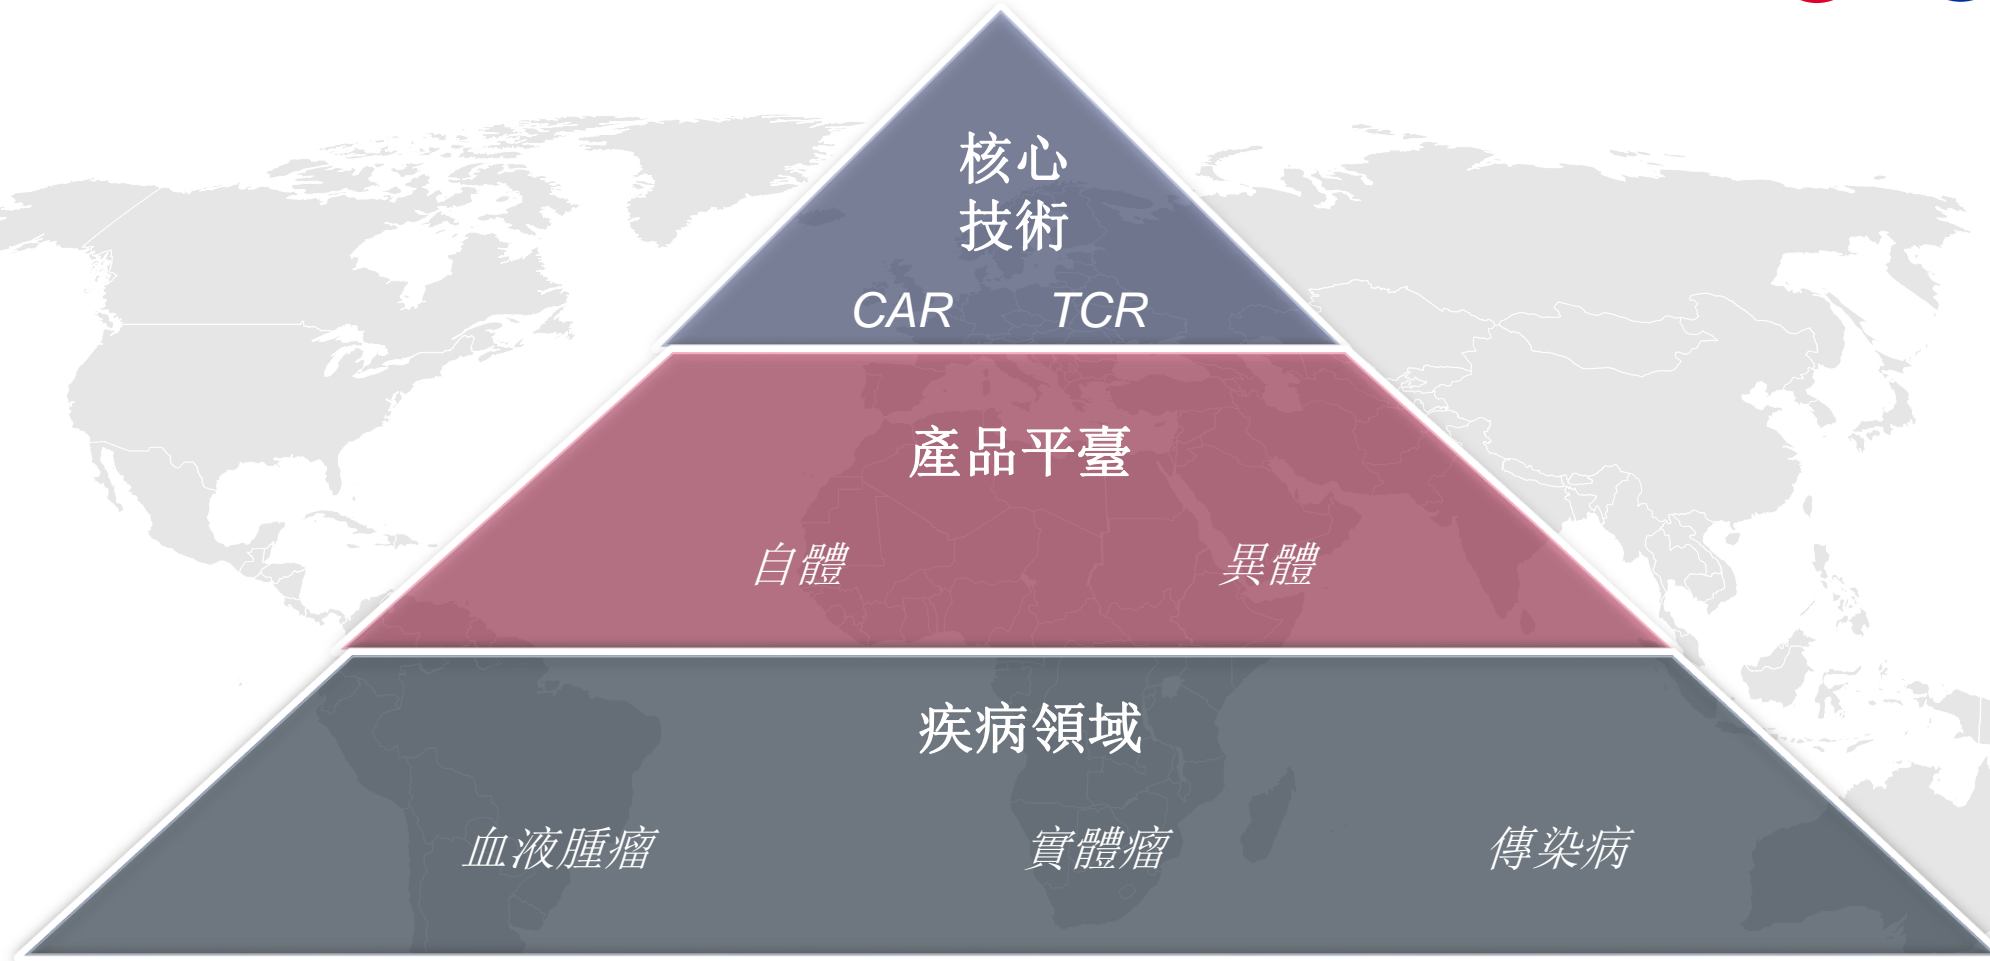 核心
技術
CAR TCR
產品平臺
自體 異體
疾病領域
血液腫瘤 實體瘤 傳染病